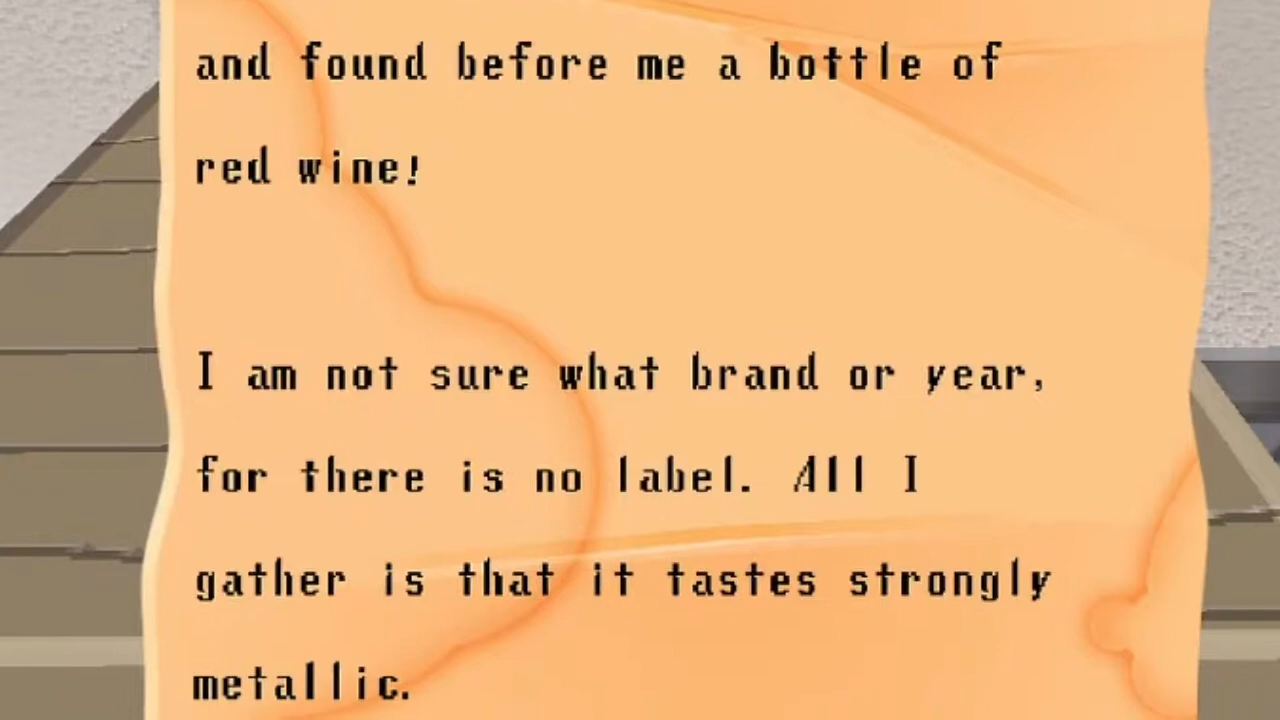 and found before me a bottle of
red wine!
I am not sure what brand or year,
for there is no label. All I
gather is that it tastes strongly
metallic.